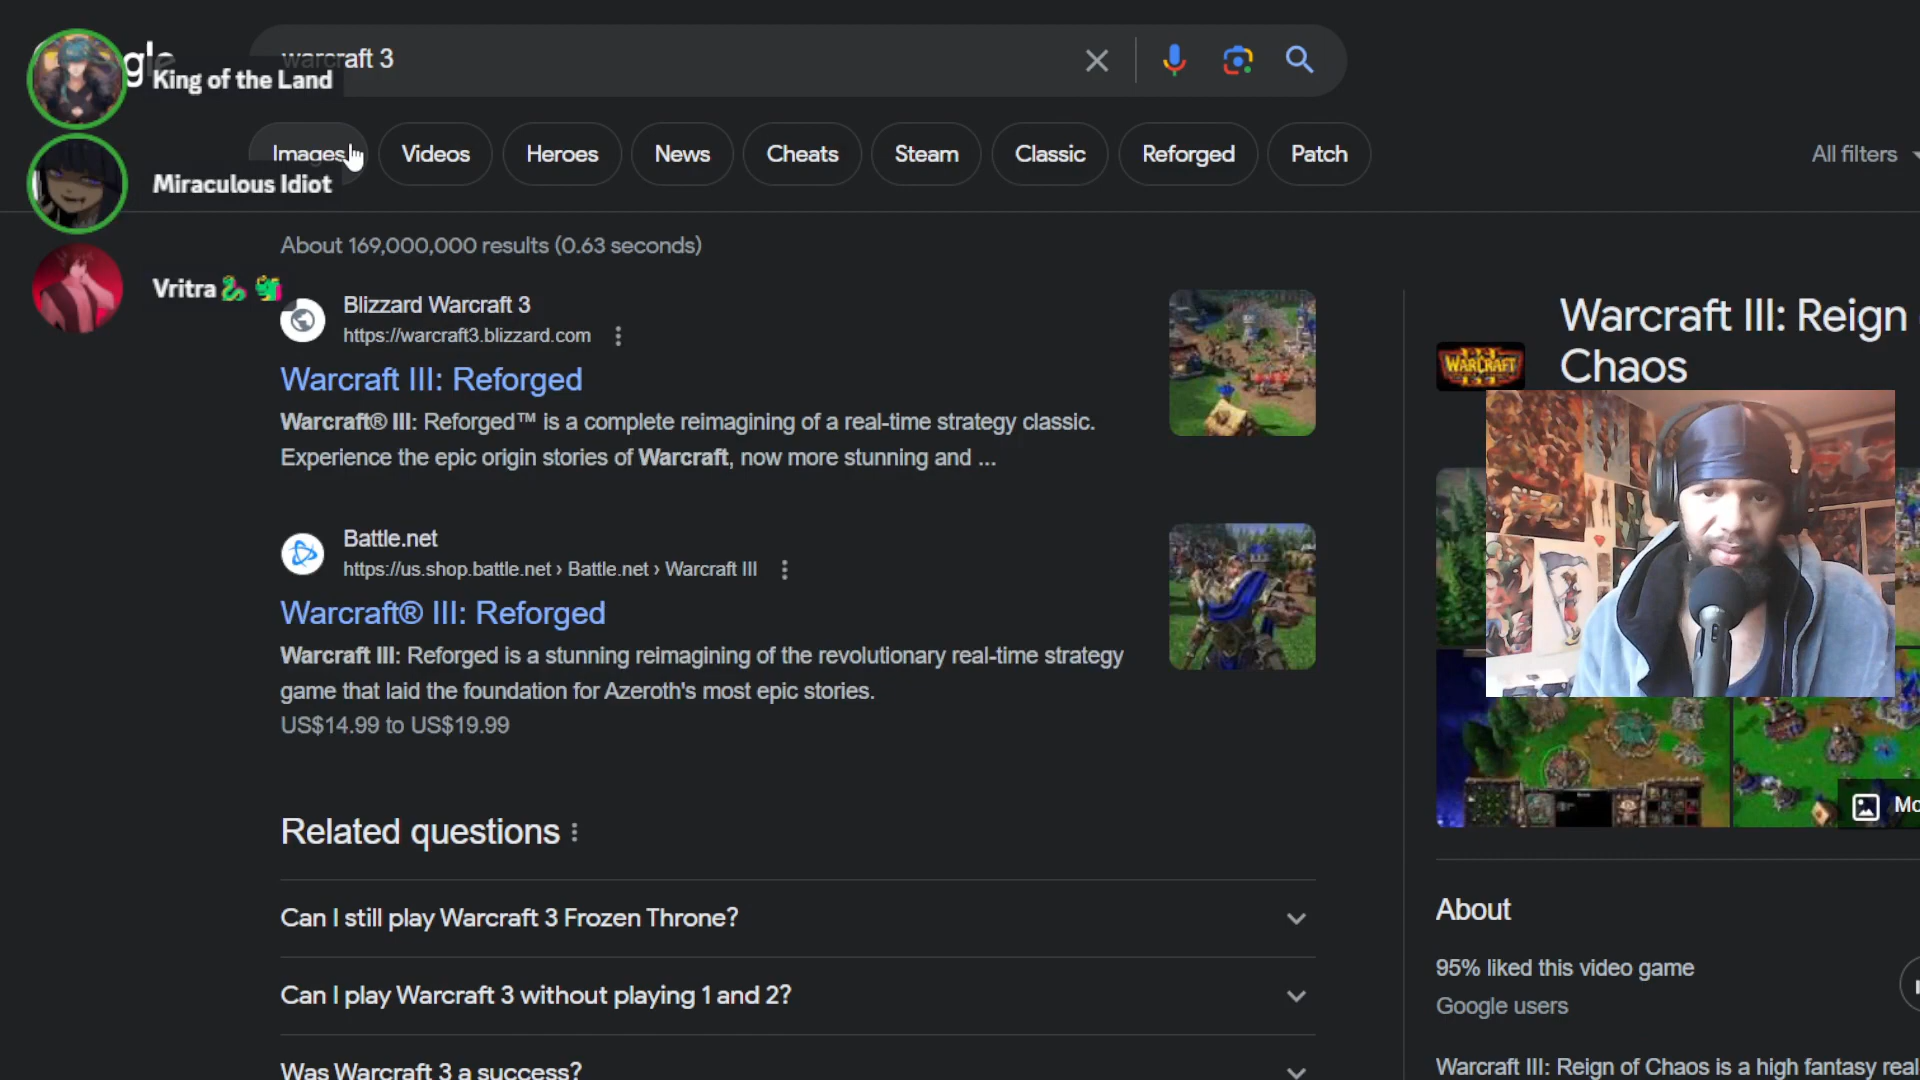 gle
warcraft 3
King of the Land
Images
Videos
Heroes
News
Cheats
Steam
Classic
Reforged
Patch
All filters
Miraculous Idiot
About 169,000,000 results (0.63 seconds)
Vritra🐍 🐲
Blizzard Warcraft 3
https://warcraft3.blizzard.com
Warcraft III: Reforged
Warcraft® III: Reforged™ is a complete reimagining of a real-time strategy classic.
Experience the epic origin stories of Warcraft, now more stunning and ...
Battle.net
https://us.shop.battle.net › Battle.net › Warcraft III
Warcraft® III: Reforged
Warcraft III: Reforged is a stunning reimagining of the revolutionary real-time strategy
game that laid the foundation for Azeroth's most epic stories.
US$14.99 to US$19.99
Related questions
Can I still play Warcraft 3 Frozen Throne?
Can I play Warcraft 3 without playing 1 and 2?
Was Warcraft 3 a success?
Warcraft III: Reign
Chaos
WARCRAFT
III
Mo
About
95% liked this video game
Google users
Warcraft III: Reign of Chaos is a high fantasy real